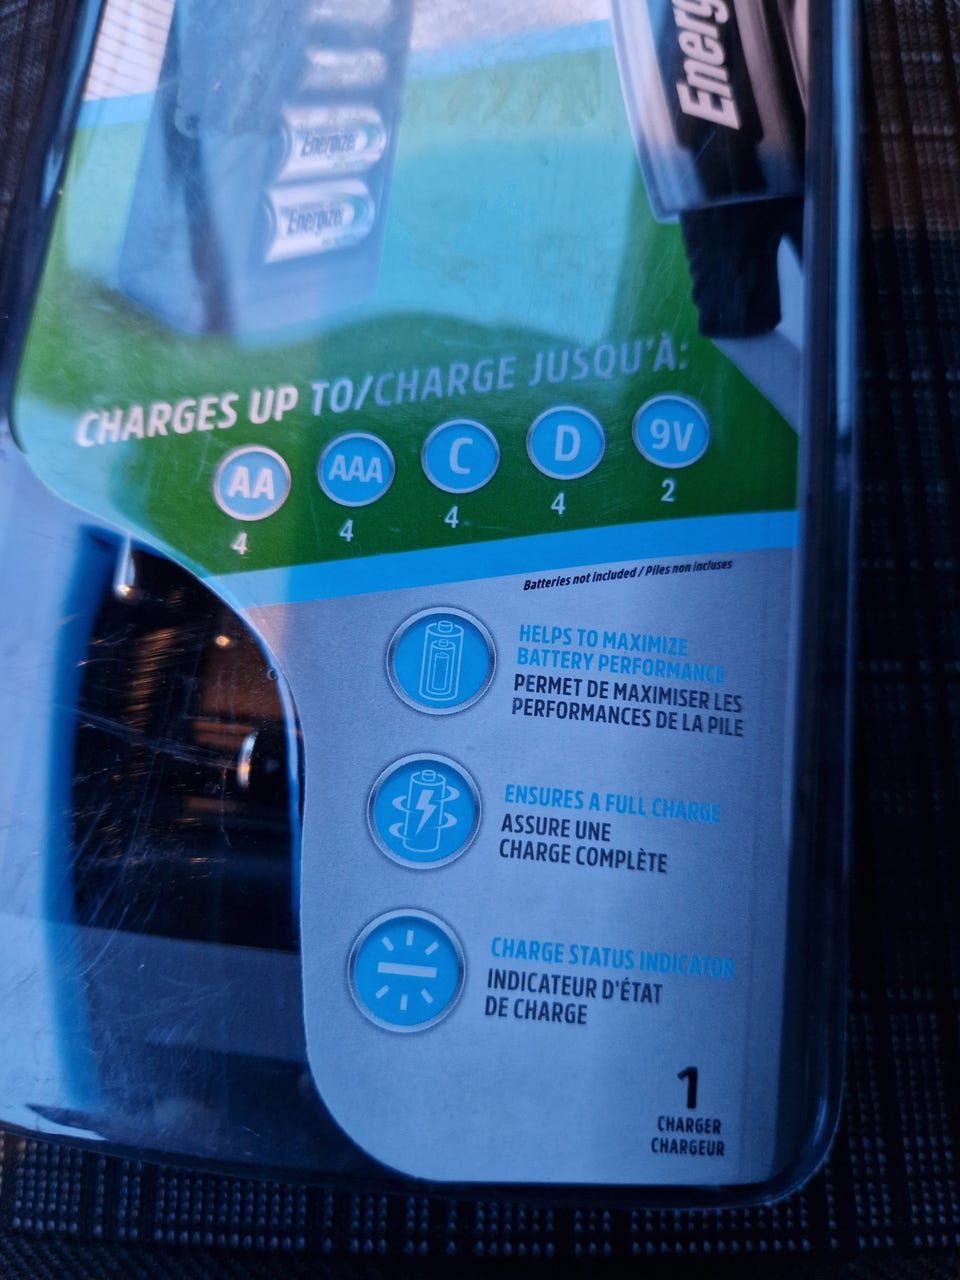 Energizer
Energizer
Energ
CHARGES UP TO/CHARGE JUSQU'À:
AA AAA C D 9V
4 4 4 4 2
Batteries not included / Piles non incluses
HELPS TO MAXIMIZE
BATTERY PERFORMANCE
PERMET DE MAXIMISER LES
PERFORMANCES DE LA PILE
ENSURES A FULL CHARGE
ASSURE UNE
CHARGE COMPLÈTE
CHARGE STATUS INDICATOR
INDICATEUR D'ÉTAT
DE CHARGE
1
CHARGER
CHARGEUR